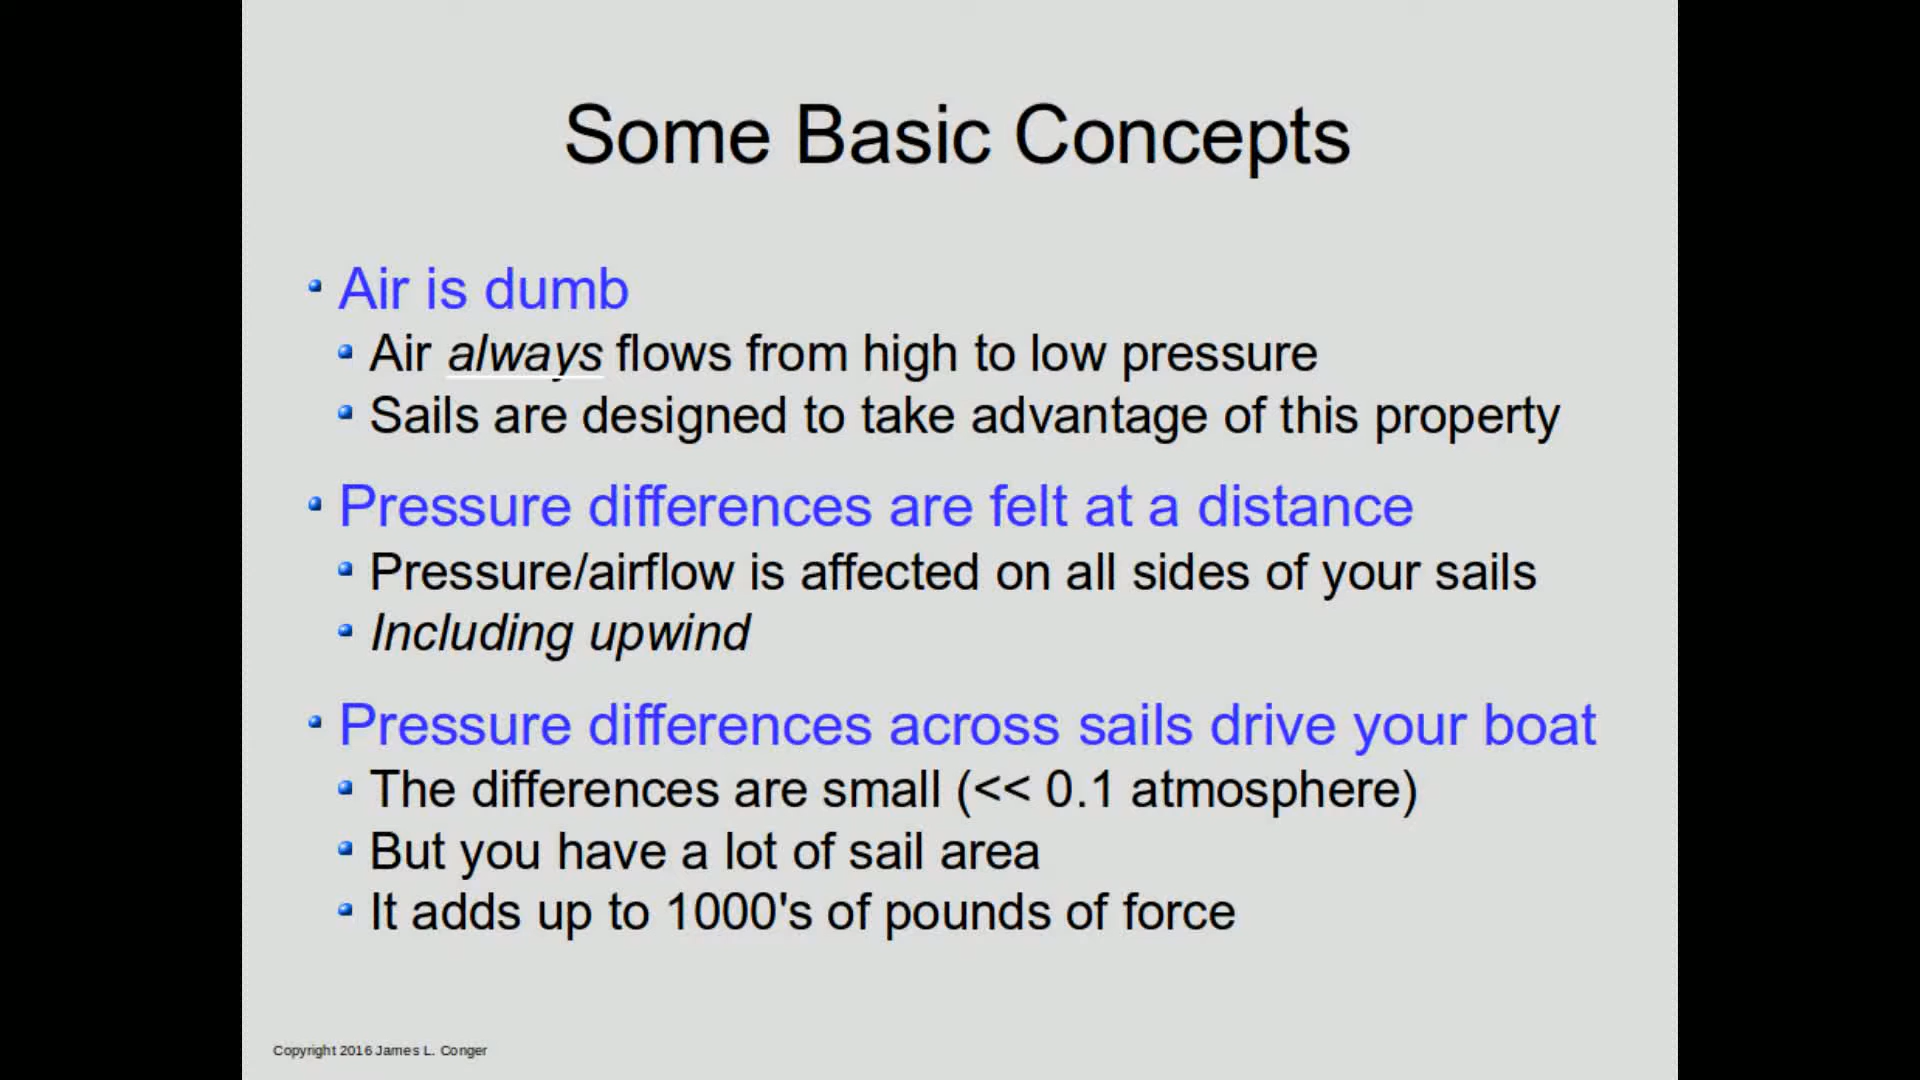 Some Basic Concepts
Air is dumb
Air always flows from high to low pressure
Sails are designed to take advantage of this property
Pressure differences are felt at a distance
Pressure/airflow is affected on all sides of your sails
Including upwind
Pressure differences across sails drive your boat
The differences are small (<< 0.1 atmosphere)
But you have a lot of sail area
It adds up to 1000's of pounds of force
Copyright 2016 James L. Conger